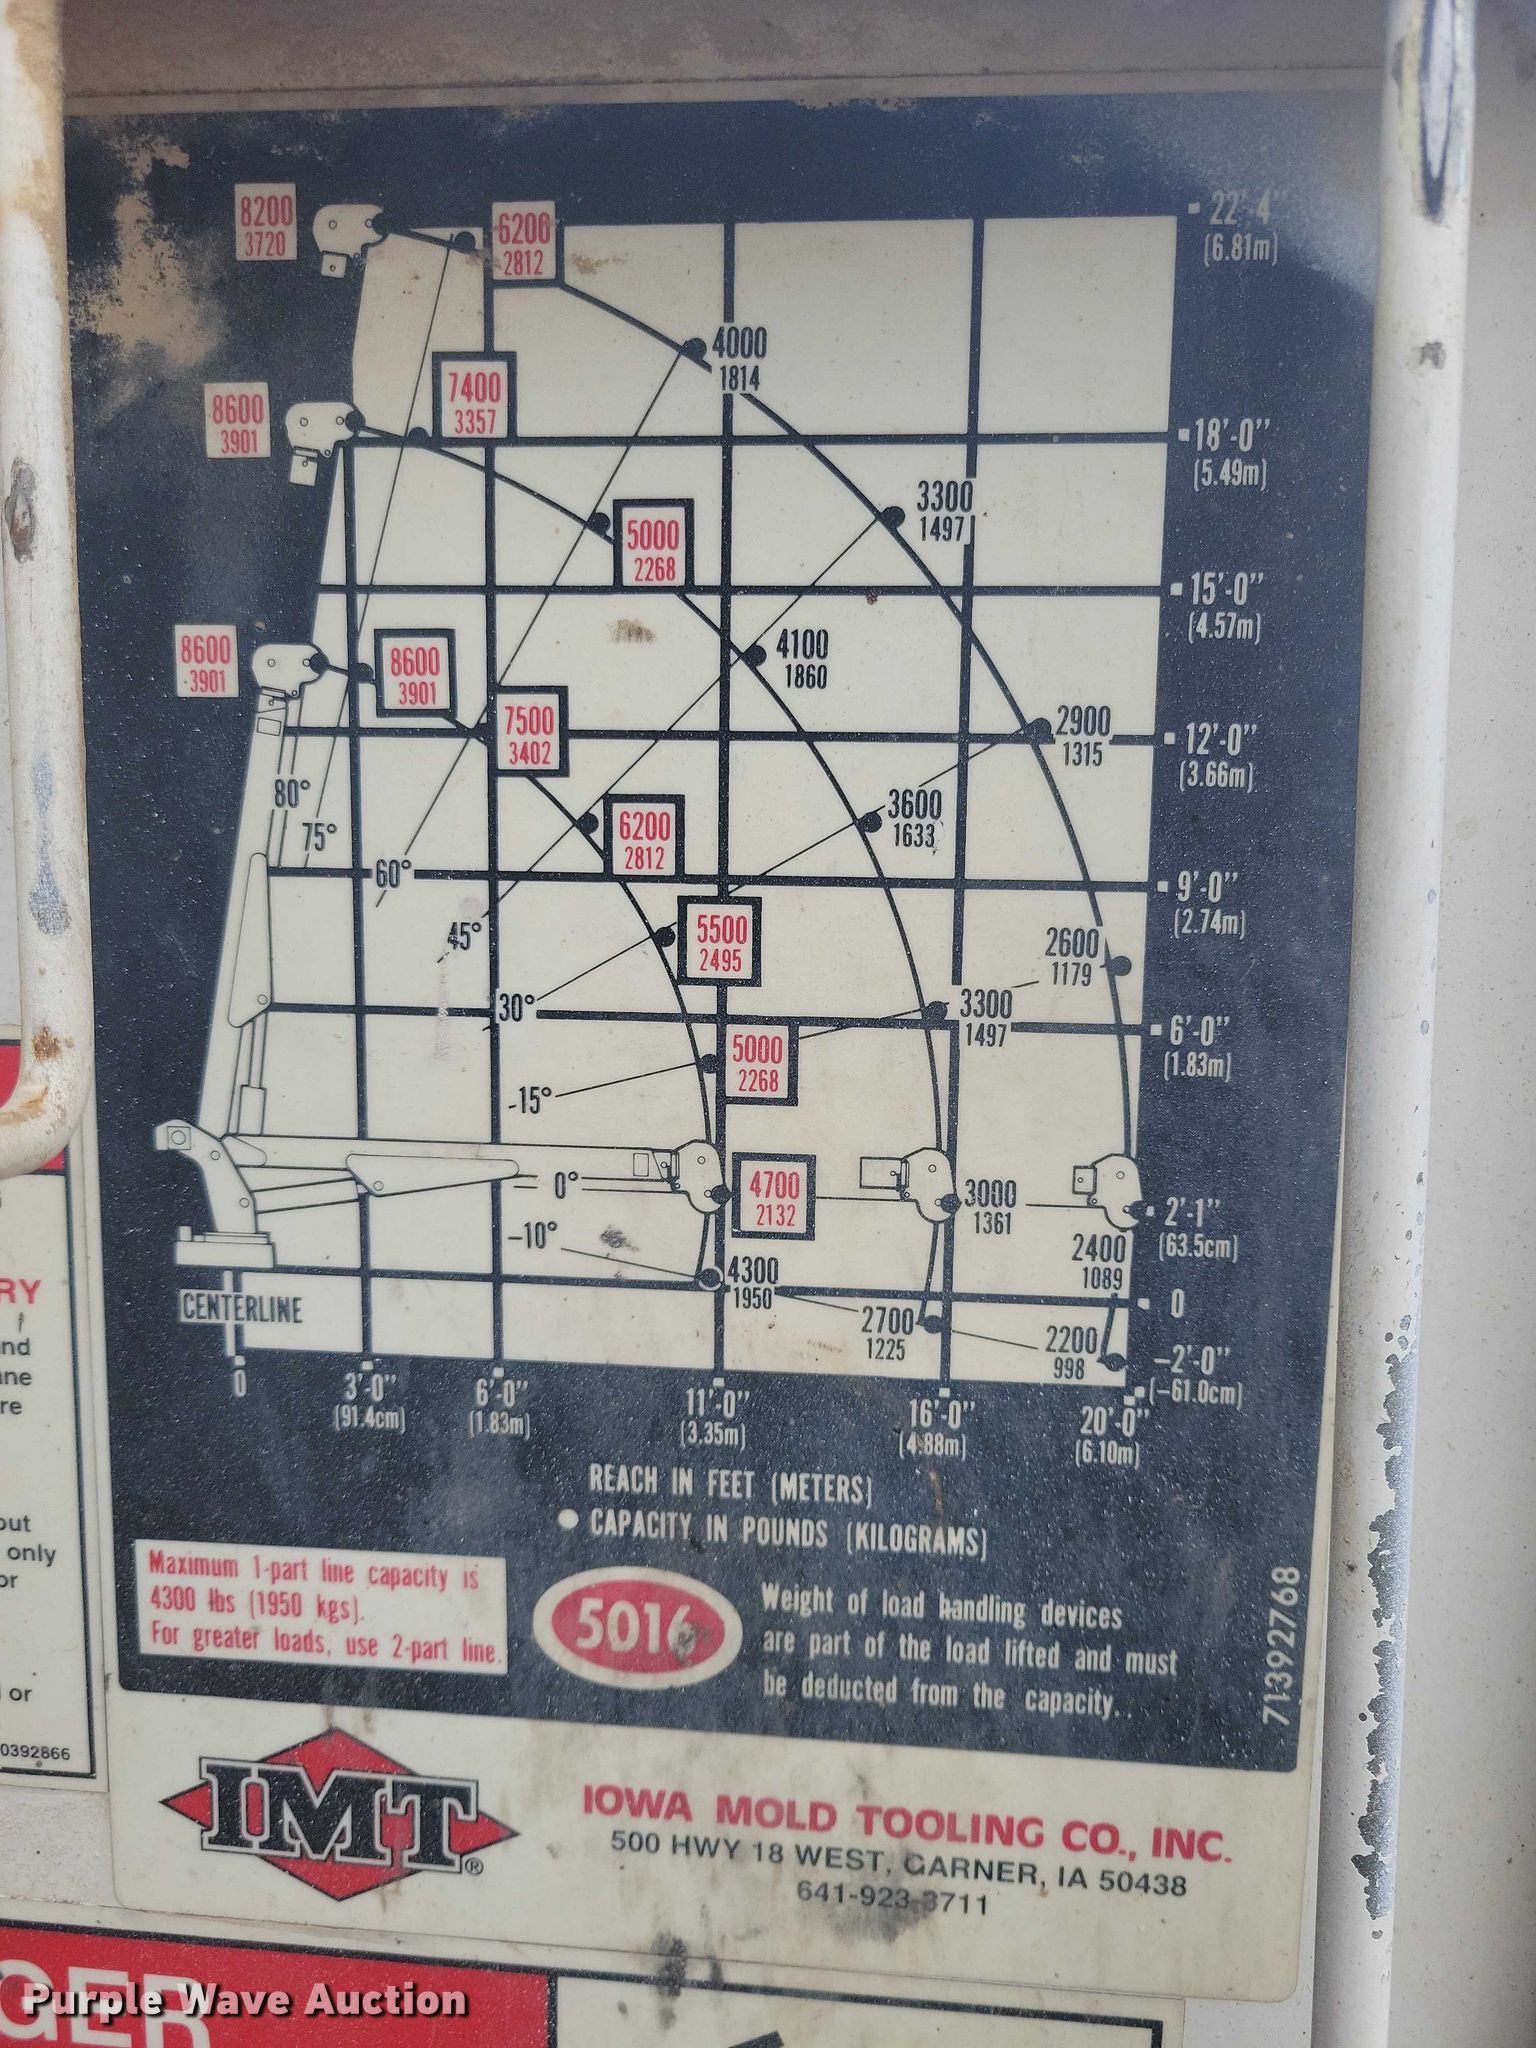 8200
3720
6206
2812
22'-4"
(6.81m)
4000
1814
7400
3357
8600
3901
18'-0"
(5.49m)
3300
1497
5000
2268
15'-0"
(4.57m)
8600
3901
8600
3901
4100
1860
7500
3402
2900
1315
12'-0"
(3.66m)
80°
75°
60°
45°
30°
-15°
0°
-10°
6200
2812
3600
1633
9'-0"
(2.74m)
5500
2495
2600
1179
3300
1497
6'-0"
(1.83m)
5000
2268
4700
2132
3000
1361
2'-1"
(63.5cm)
2400
1089
4300
1950
0
2700
1225
2200
998
-2'-0"
(-61.0cm)
CENTERLINE
0
3'-0"
(91.4cm)
6'-0"
(1.83m)
11'-0"
(3.35m)
16'-0"
(4.88m)
20'-0"
(6.10m)
REACH IN FEET (METERS)
CAPACITY IN POUNDS (KILOGRAMS)
Maximum 1-part line capacity is
4300 lbs (1950 kgs).
For greater loads, use 2-part line.
5016
Weight of load handling devices
are part of the load lifted and must
be deducted from the capacity.
71392768
IMT®
IOWA MOLD TOOLING CO., INC.
500 HWY 18 WEST, GARNER, IA 50438
641-923-3711
RY
only
or
or
0392866
GER
Purple Wave Auction